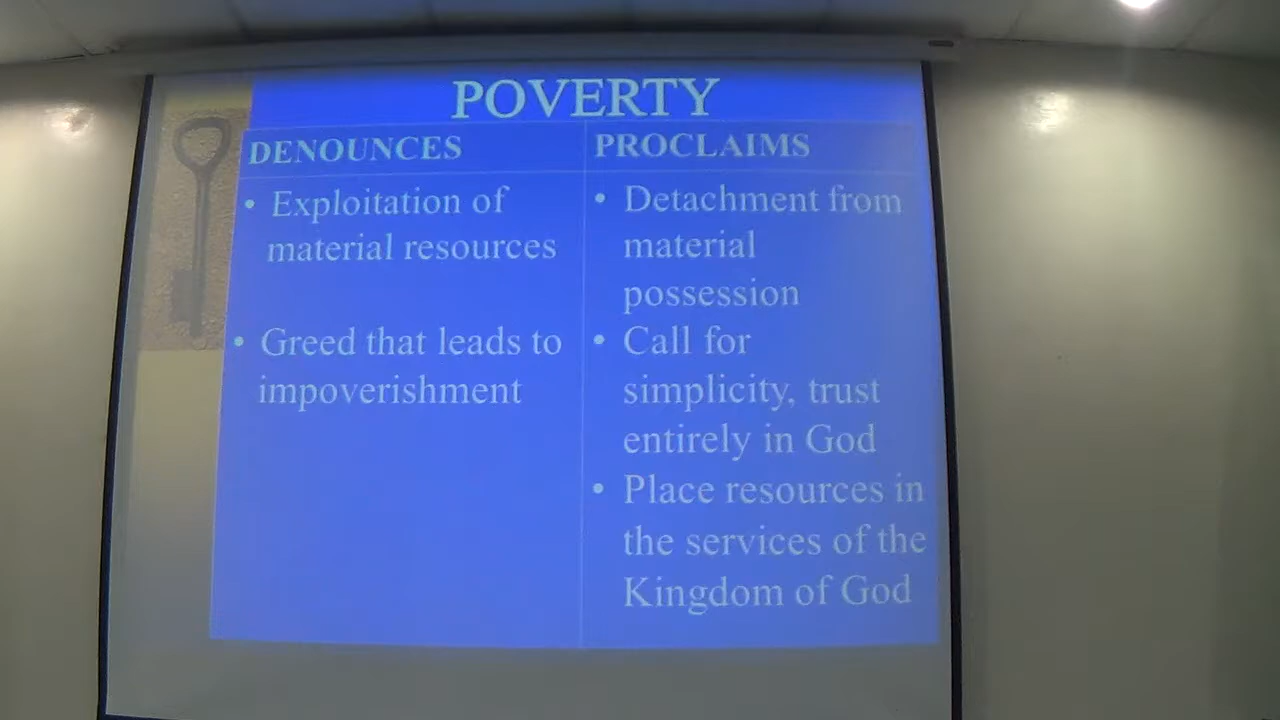 POVERTY
DENOUNCES
• Exploitation of
material resources
• Greed that leads to
impoverishment
PROCLAIMS
• Detachment from
material
possession
• Call for
simplicity, trust
entirely in God
• Place resources in
the services of the
Kingdom of God